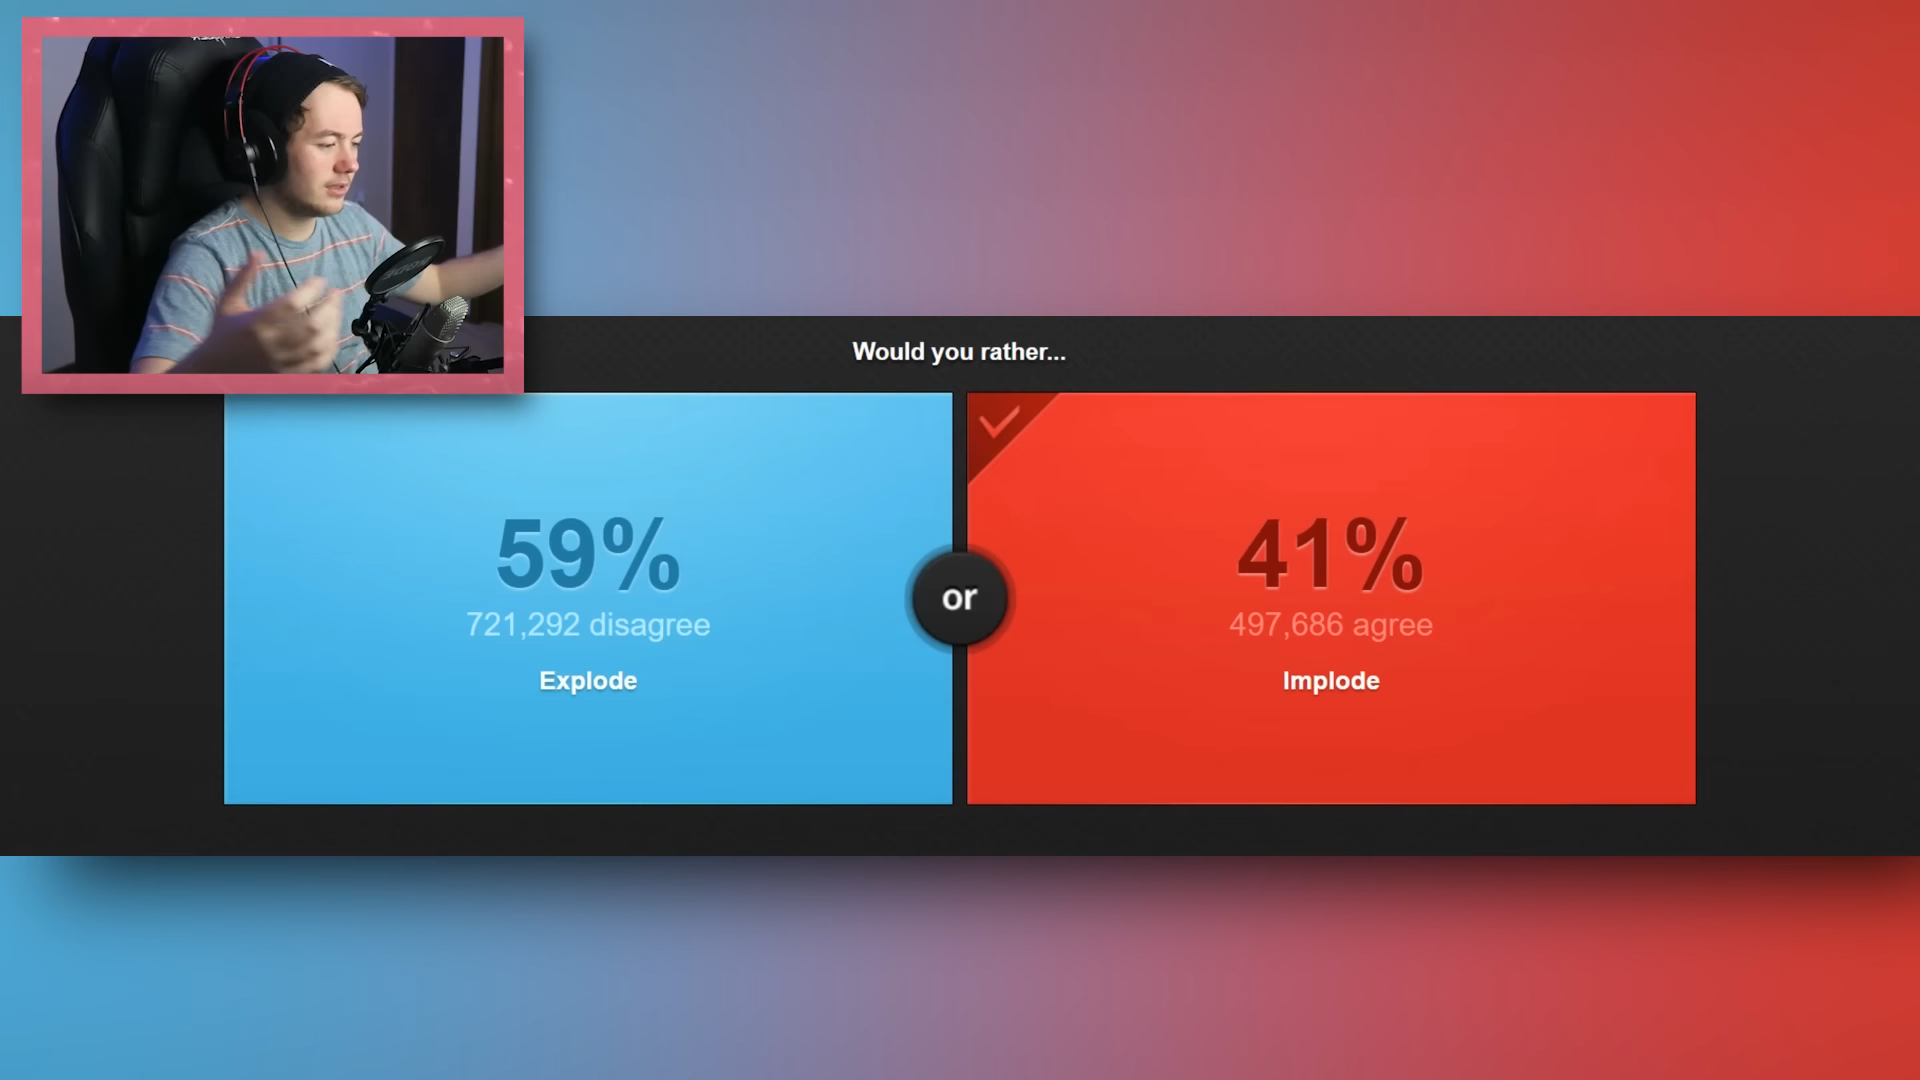 Would you rather...
59%
721,292 disagree
Explode
or
41%
497,686 agree
Implode